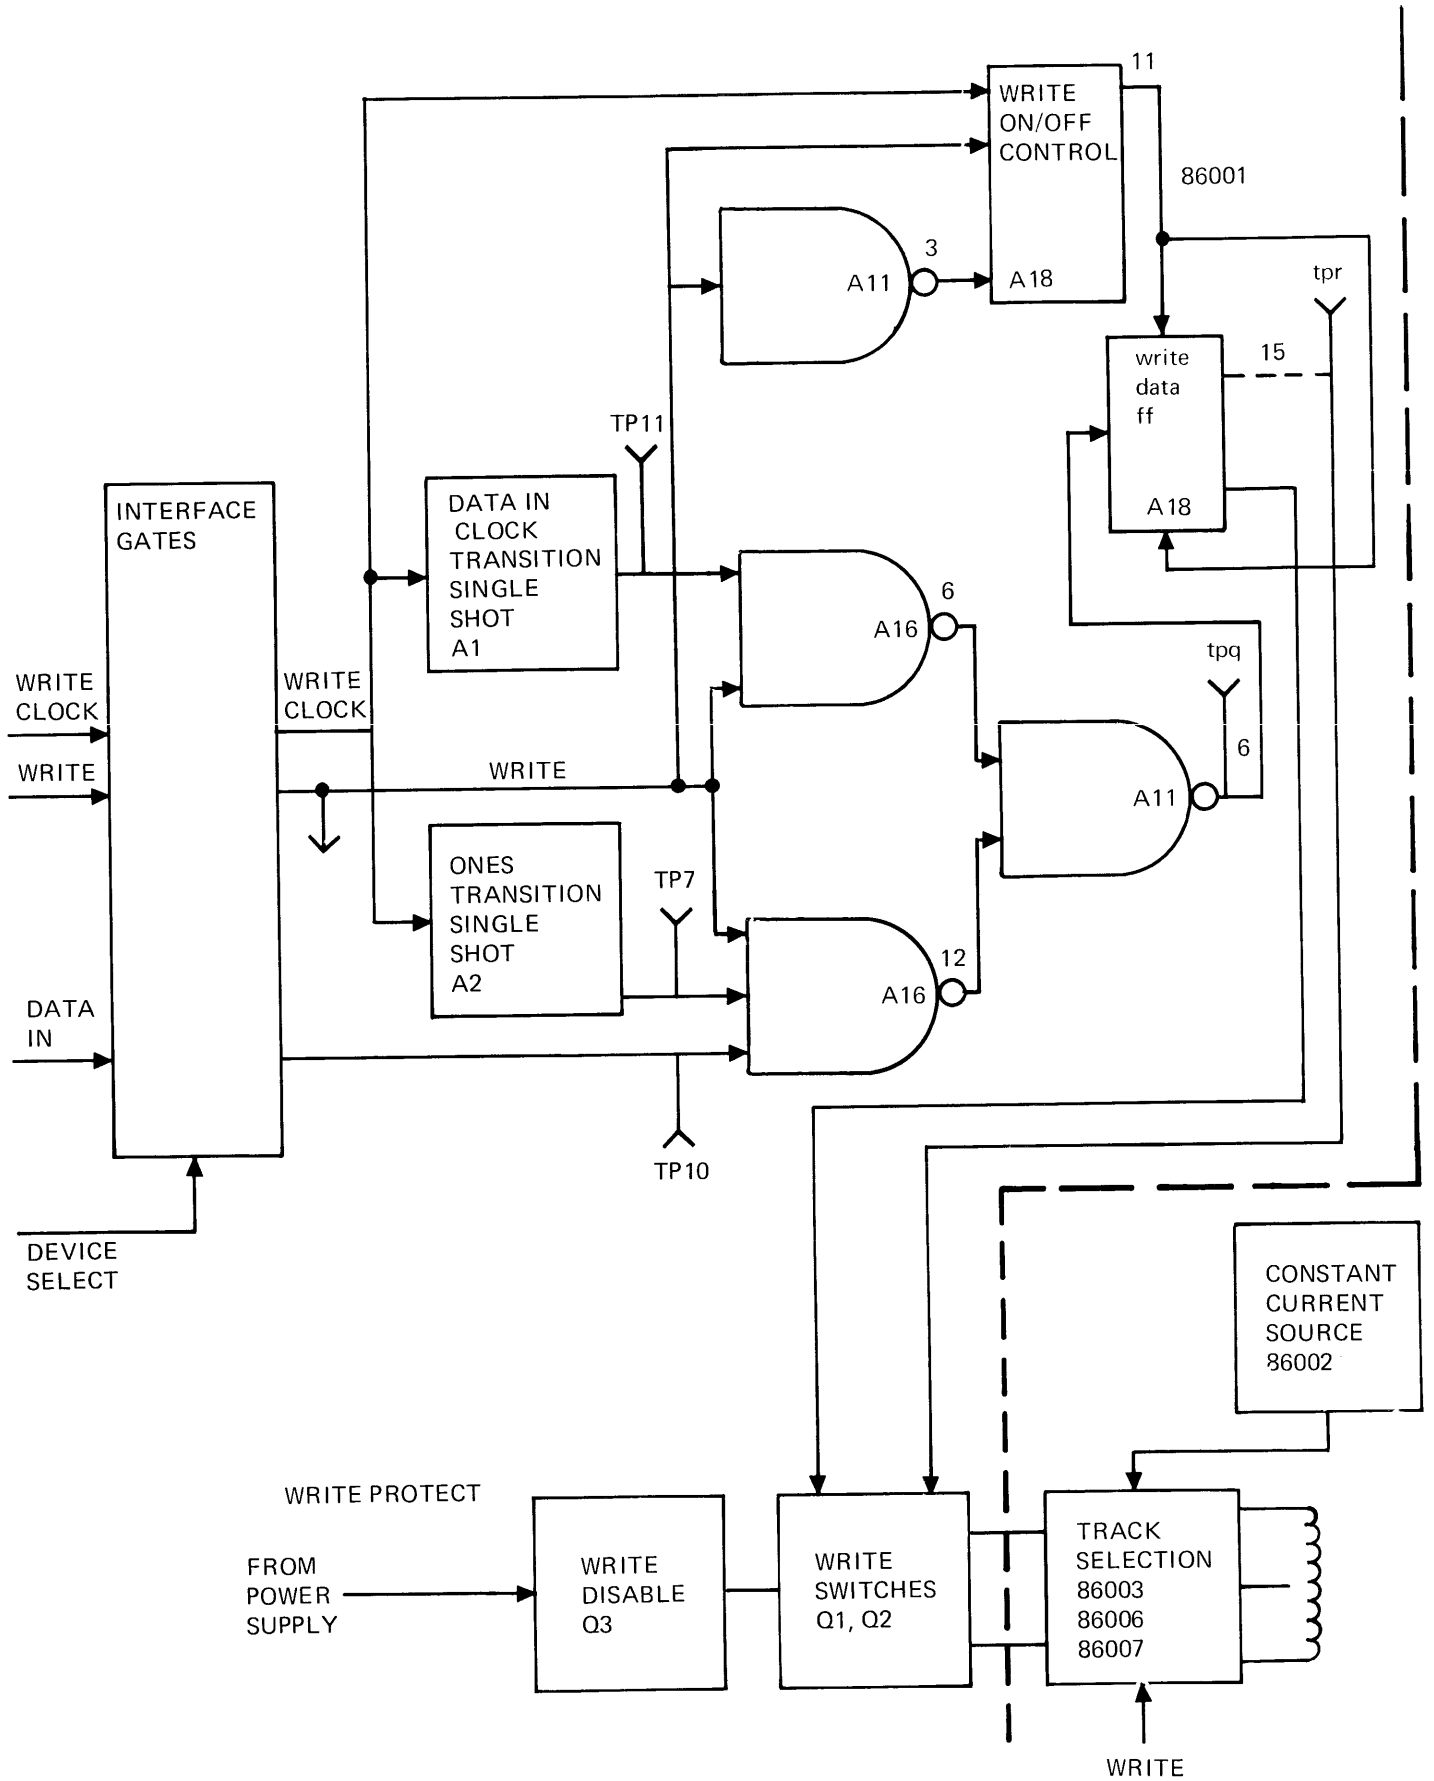 11
WRITE
ON/OFF
CONTROL
A18
86001
3
A11
tpr
write
data
ff
A18
15
TP11
INTERFACE
GATES
DATA IN
CLOCK
TRANSITION
SINGLE
SHOT
A1
6
A16
tpq
6
A11
WRITE
CLOCK
WRITE
CLOCK
WRITE
WRITE
ONES
TRANSITION
SINGLE
SHOT
A2
TP7
12
A16
DATA
IN
TP10
DEVICE
SELECT
CONSTANT
CURRENT
SOURCE
86002
WRITE PROTECT
FROM
POWER
SUPPLY
WRITE
DISABLE
Q3
WRITE
SWITCHES
Q1, Q2
TRACK
SELECTION
86003
86006
86007
WRITE